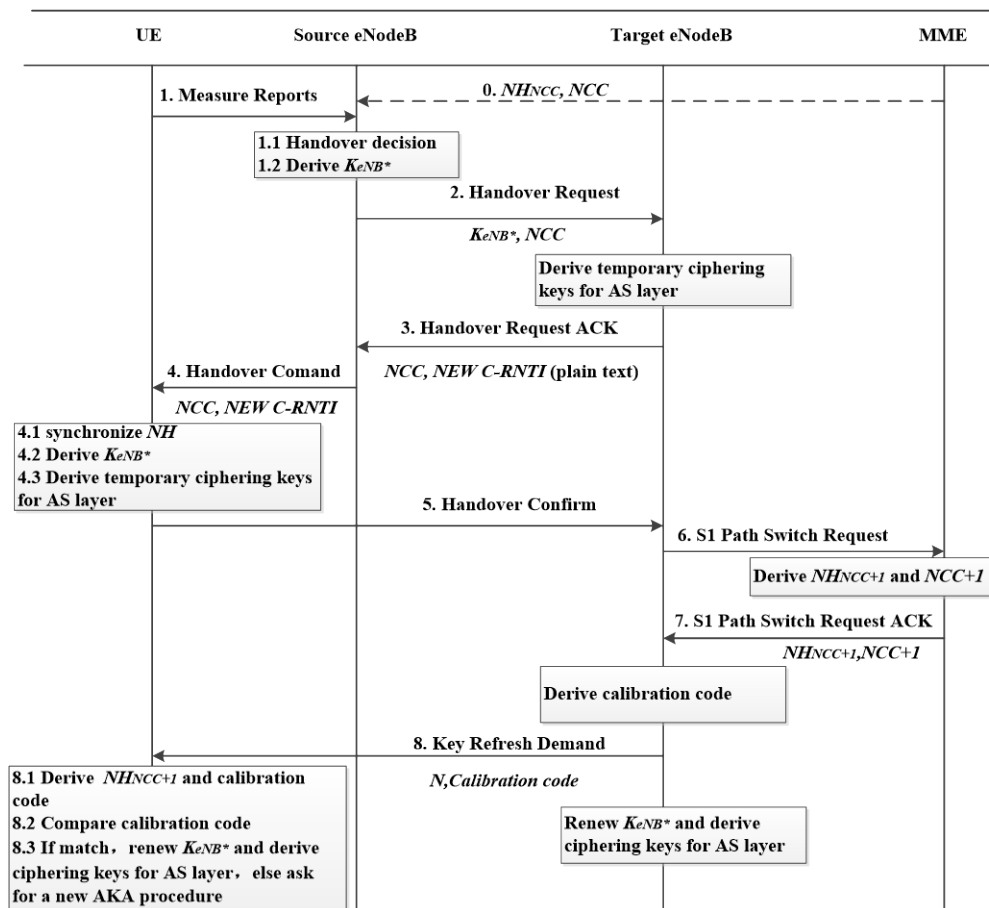 UE Source eNodeB Target eNodeB MME
0. NHNCC, NCC
1. Measure Reports
1.1 Handover decision
1.2 Derive KeNB*
2. Handover Request
KeNB*, NCC
Derive temporary ciphering
keys for AS layer
3. Handover Request ACK
NCC, NEW C-RNTI (plain text)
4. Handover Comand
NCC, NEW C-RNTI
4.1 synchronize NH
4.2 Derive KeNB*
4.3 Derive temporary ciphering keys
for AS layer
5. Handover Confirm
6. S1 Path Switch Request
Derive NHNCC+1 and NCC+1
7. S1 Path Switch Request ACK
NHNCC+1,NCC+1
Derive calibration code
8. Key Refresh Demand
N,Calibration code
8.1 Derive NHNCC+1 and calibration
code
8.2 Compare calibration code
8.3 If match，renew KeNB* and derive
ciphering keys for AS layer，else ask
for a new AKA procedure
Renew KeNB* and derive
ciphering keys for AS layer